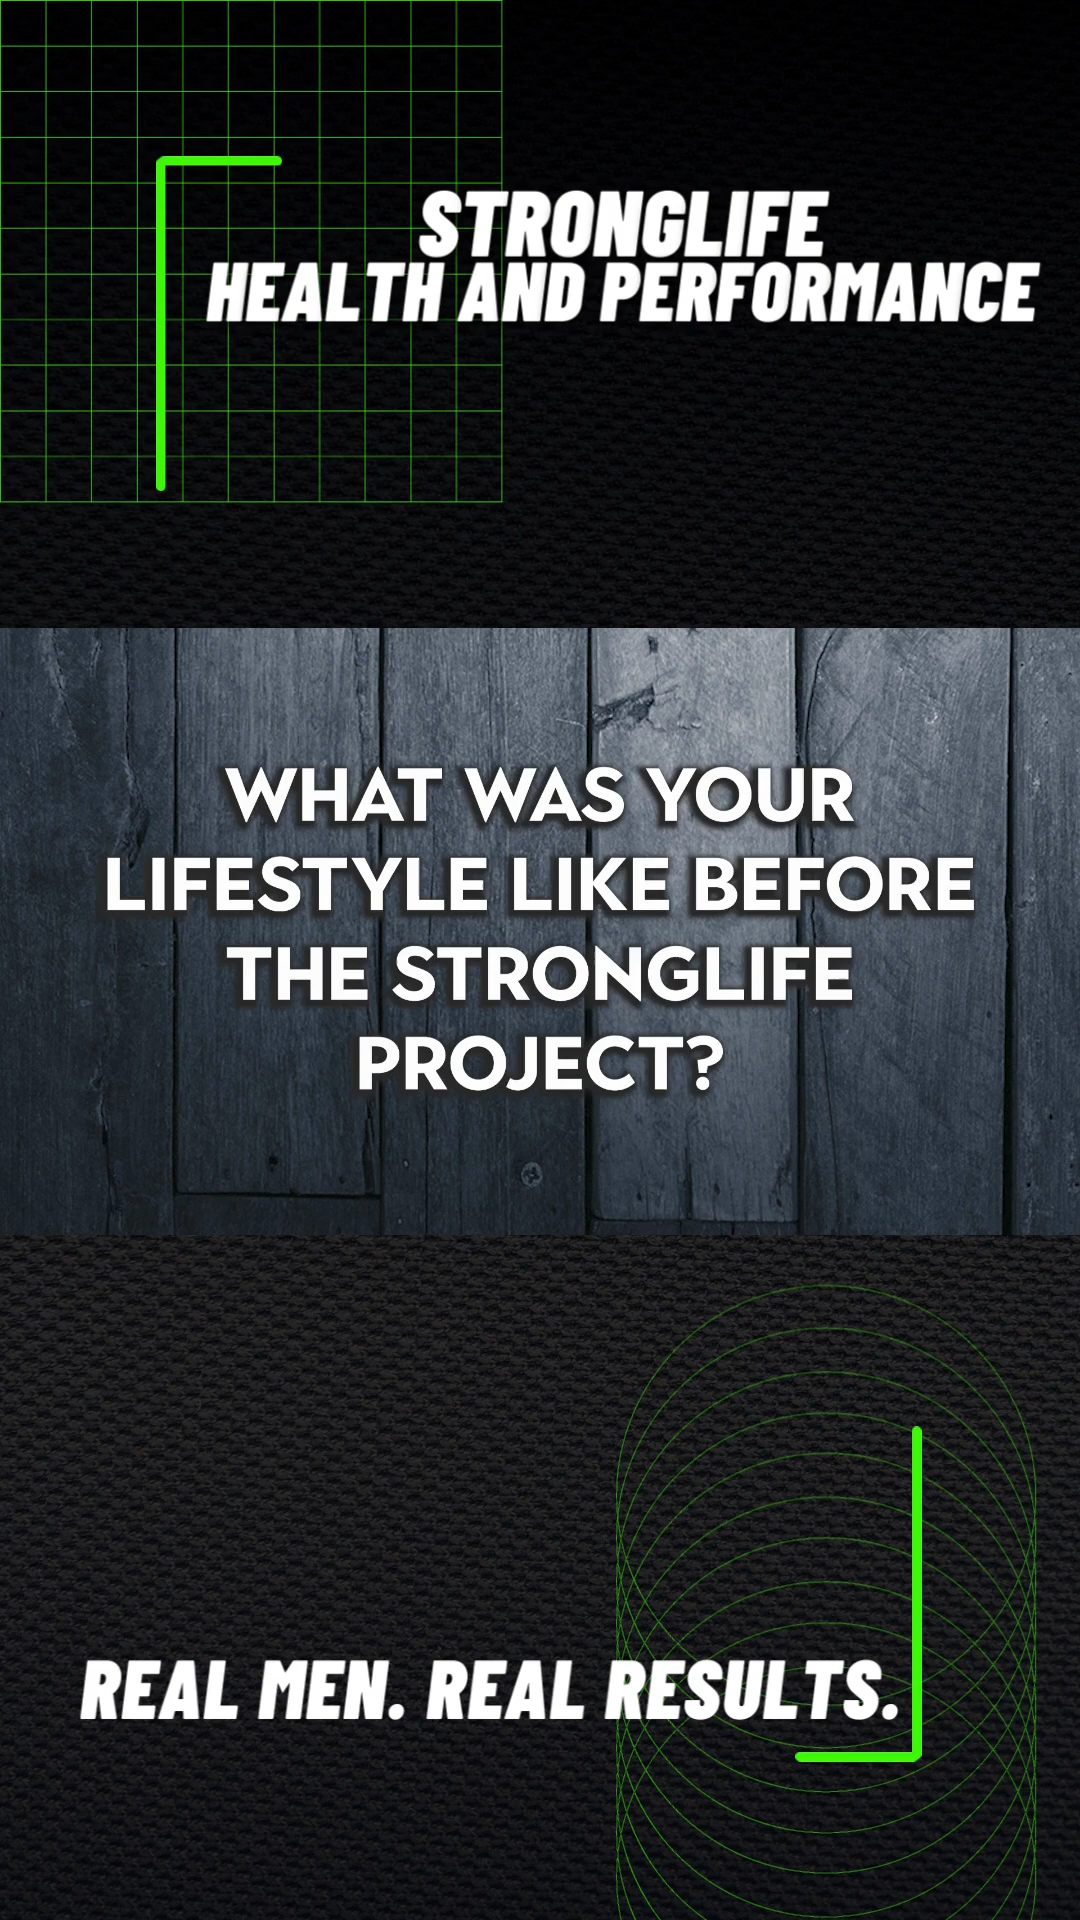 STRONGLIFE
HEALTH AND PERFORMANCE
WHAT WAS YOUR
LIFESTYLE LIKE BEFORE
THE STRONGLIFE
PROJECT?
REAL MEN. REAL RESULTS.